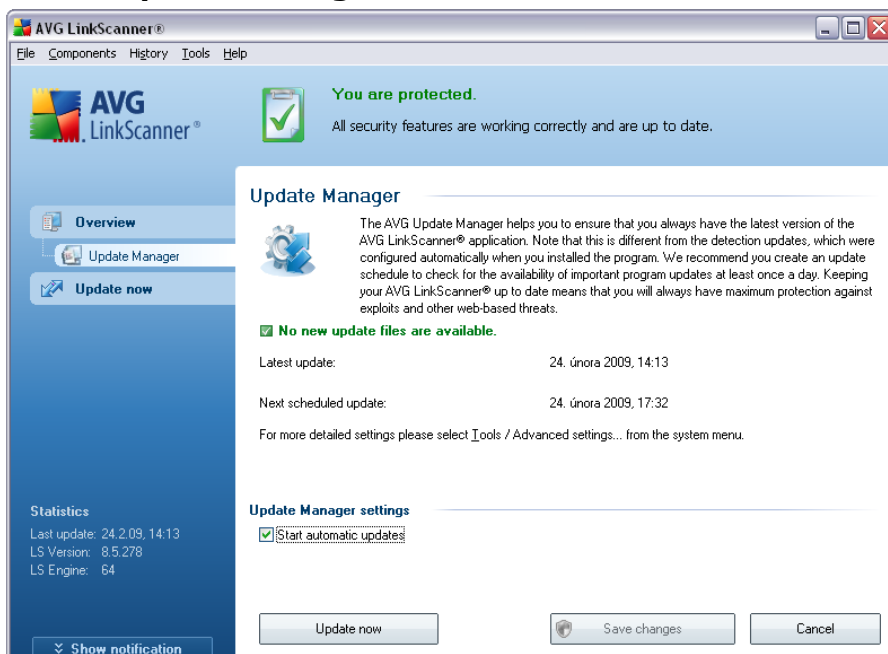 AVG LinkScanner®
File Components History Tools Help
AVG
LinkScanner®
You are protected.
All security features are working correctly and are up to date.
Overview
Update Manager
Update now
Update Manager
The AVG Update Manager helps you to ensure that you always have the latest version of the
AVG LinkScanner® application. Note that this is different from the detection updates, which were
configured automatically when you installed the program. We recommend you create an update
schedule to check for the availability of important program updates at least once a day. Keeping
your AVG LinkScanner® up to date means that you will always have maximum protection against
exploits and other web-based threats.
No new update files are available.
Latest update: 24. února 2009, 14:13
Next scheduled update: 24. února 2009, 17:32
For more detailed settings please select Tools / Advanced settings... from the system menu.
Statistics
Last update: 24.2.09, 14:13
LS Version: 8.5.278
LS Engine: 64
Update Manager settings
Start automatic updates
Update now Save changes Cancel
Show notification